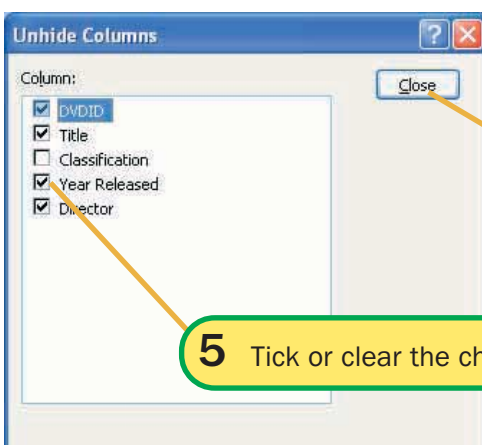 Unhide Columns
Column:
Close
DVDID
Title
Classification
Year Released
Director
5 Tick or clear the ch